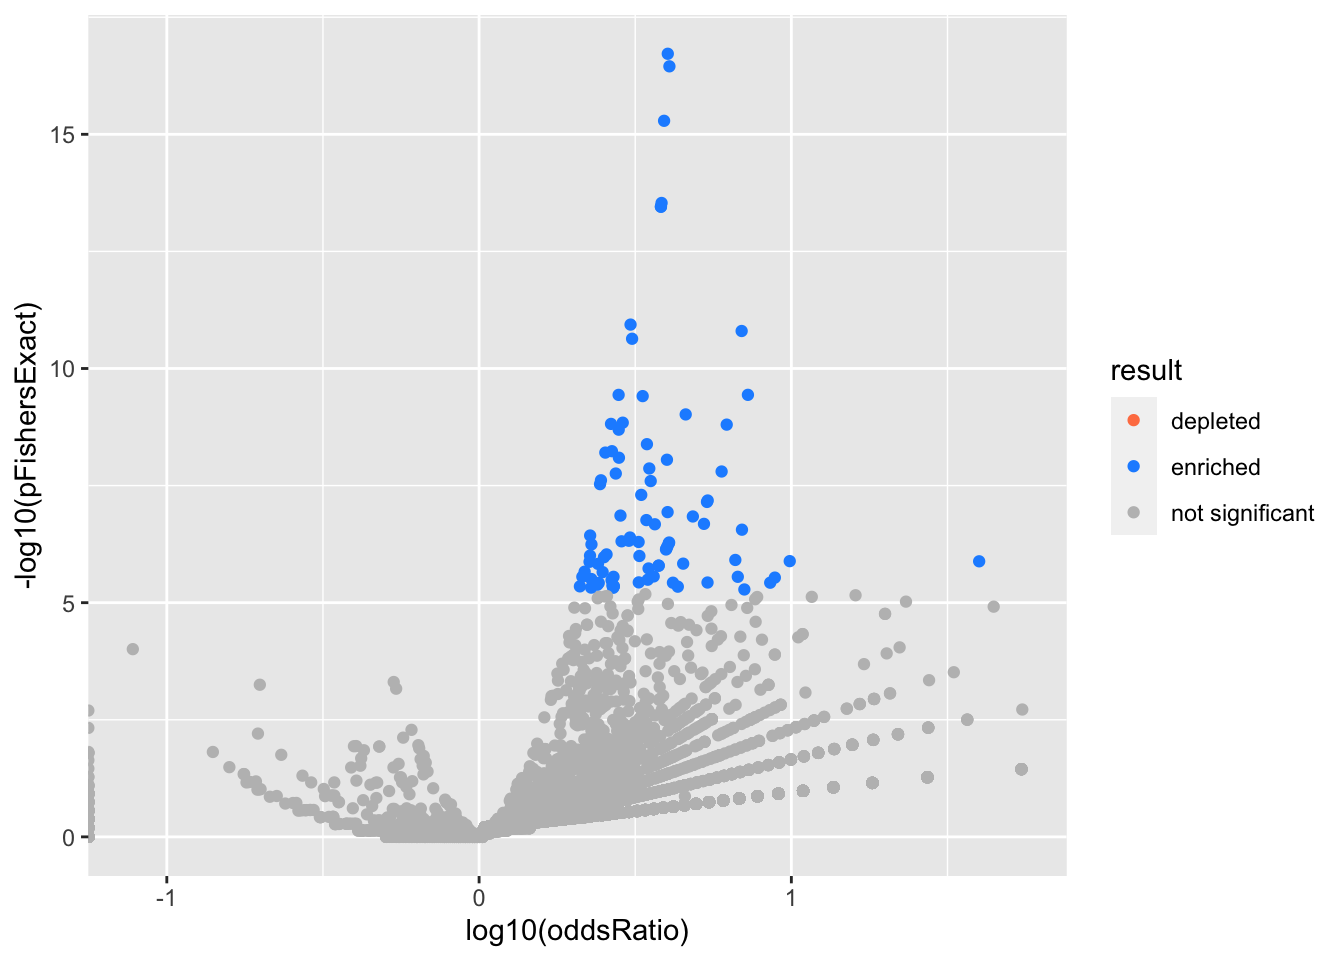 15
10
5
0
-1
0
1
-log10(pFishersExact)
log10(oddsRatio)
result
depleted
enriched
not significant